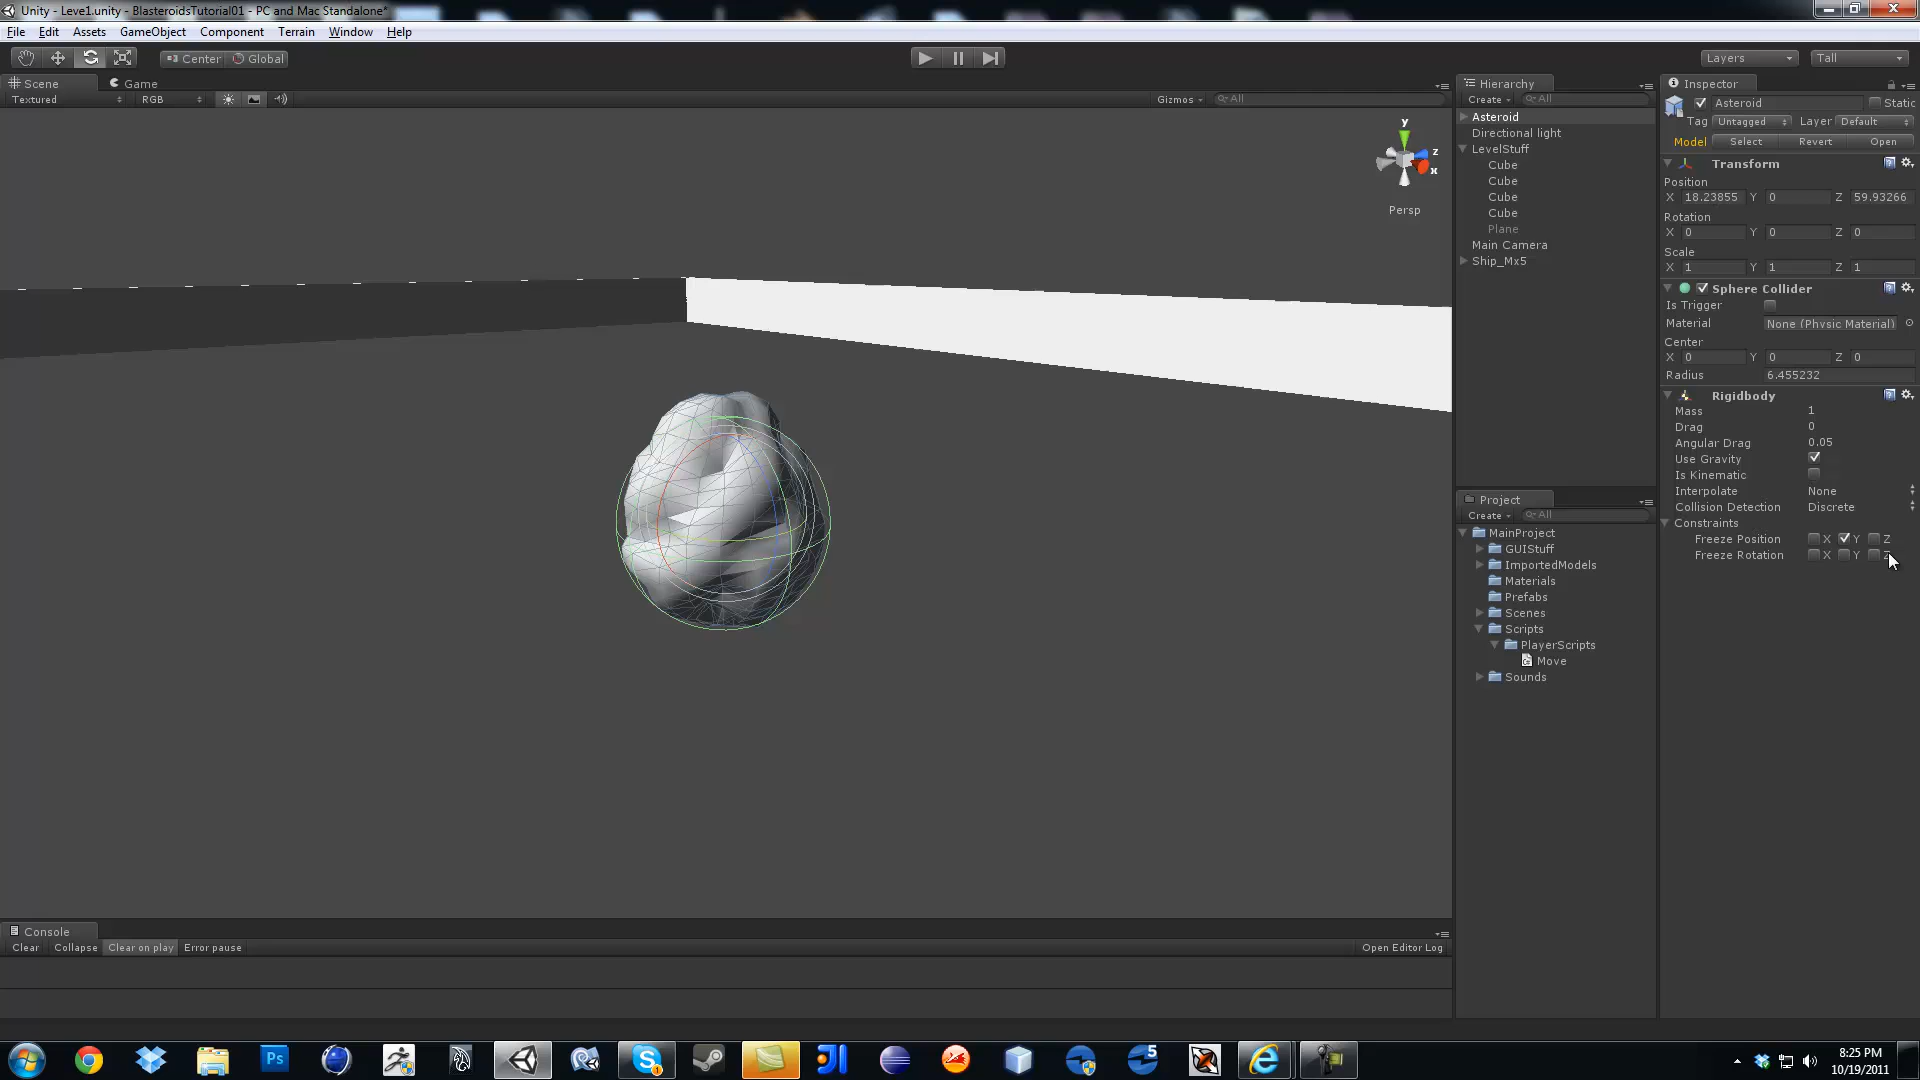 Unity - Leve1.unity - BlasteroidsTutorial01 - PC and Mac Standalone*
File Edit Assets GameObject Component Terrain Window Help
Center Global Layers Tall
Scene Game
Textured RGB Gizmos All
y
z
x
Persp
Hierarchy
Create All
Asteroid
Directional light
LevelStuff
Cube
Cube
Cube
Cube
Plane
Main Camera
Ship_Mx5
Project
Create All
MainProject
GUIStuff
ImportedModels
Materials
Prefabs
Scenes
Scripts
PlayerScripts
Move
Sounds
Inspector
Asteroid Static
Tag Untagged Layer Default
Model Select Revert Open
Transform
Position
X 18.23855 Y 0 Z 59.93266
Rotation
X 0 Y 0 Z 0
Scale
X 1 Y 1 Z 1
Sphere Collider
Is Trigger
Material None (Physic Material)
Center
X 0 Y 0 Z 0
Radius 6.455232
Rigidbody
Mass 1
Drag 0
Angular Drag 0.05
Use Gravity
Is Kinematic
Interpolate None
Collision Detection Discrete
Constraints
Freeze Position X Y Z
Freeze Rotation X Y Z
Console
Clear Collapse Clear on play Error pause Open Editor Log
Ps
5
8:25 PM
10/19/2011